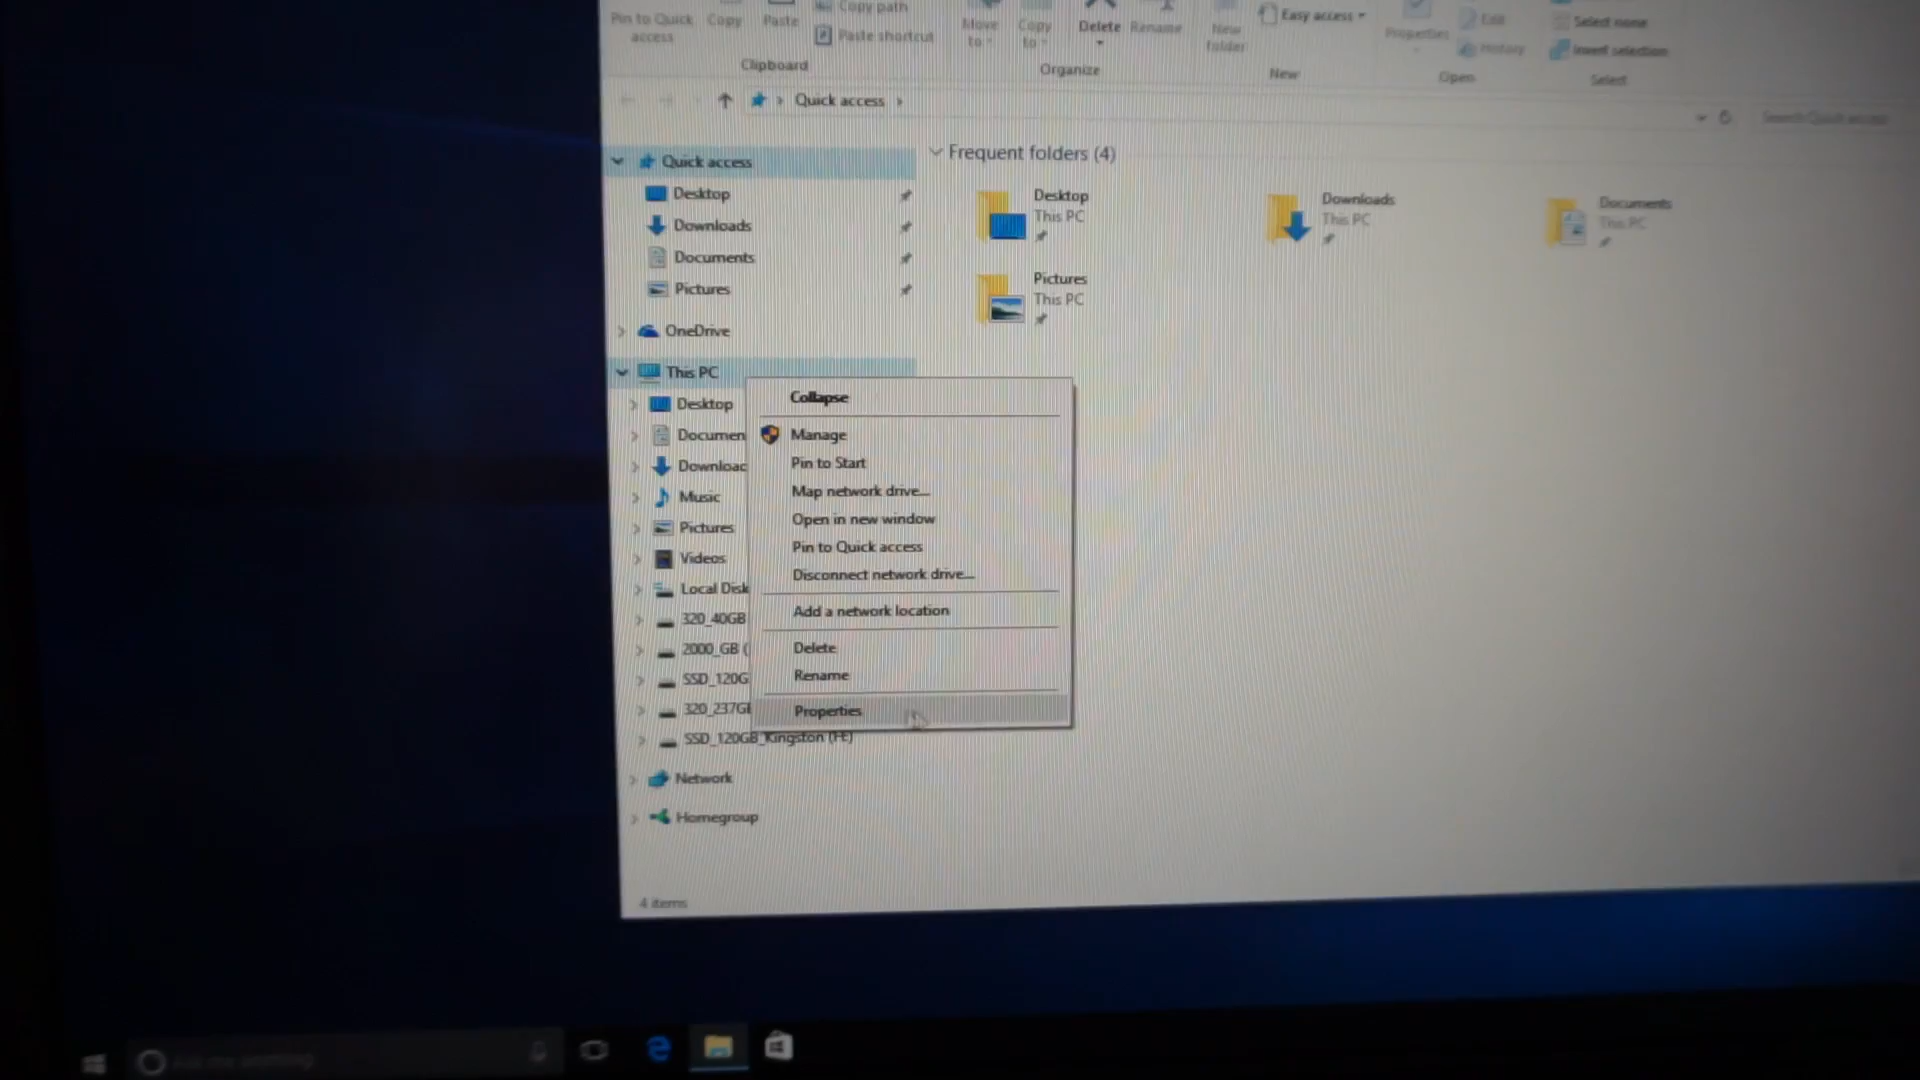 Pin to Quick
access
Copy
Paste
Copy path
Paste shortcut
Clipboard
Move
to
Copy
to
Delete
Rename
Organize
New
folder
Easy access
New
Properties
Edit
History
Open
Select none
Invert selection
Select
Quick access
Search Quick access
Quick access
Desktop
Downloads
Documents
Pictures
OneDrive
This PC
Desktop
Documen
Downloac
Music
Pictures
Videos
Local Disk
320_40GB
2000_GB (
SSD_120G
320_237GB
SSD_120GB_Kingston (H:)
Network
Homegroup
4 items
Frequent folders (4)
Desktop
This PC
Downloads
This PC
Documents
This PC
Pictures
This PC
Collapse
Manage
Pin to Start
Map network drive...
Open in new window
Pin to Quick access
Disconnect network drive...
Add a network location
Delete
Rename
Properties
Ask me anything